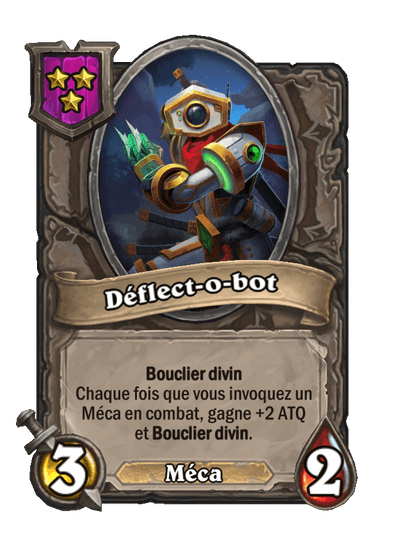 Déflect-o-bot
Bouclier divin
Chaque fois que vous invoquez un
Méca en combat, gagne +2 ATQ
et Bouclier divin.
3
Méca
2